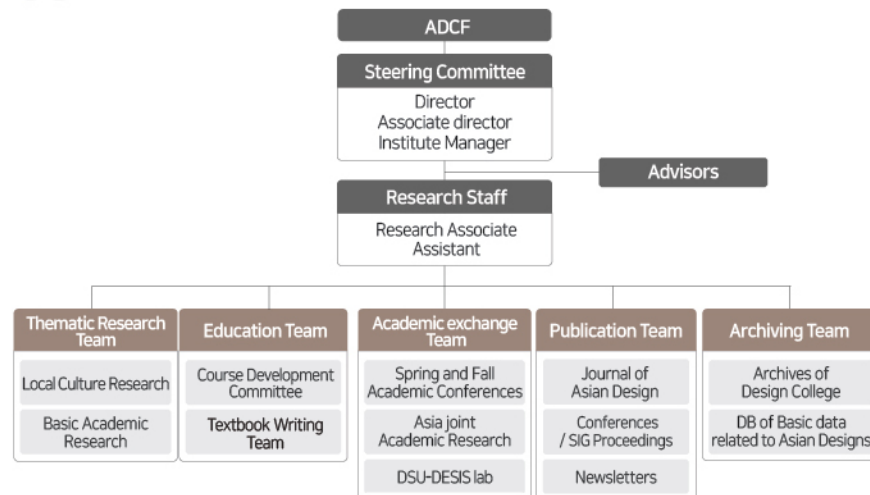 ADCF
Steering Committee
Director
Associate director
Institute Manager
Advisors
Research Staff
Research Associate
Assistant
Thematic Research
Team
Local Culture Research
Basic Academic
Research
Education Team
Course Development
Committee
Textbook Writing
Team
Academic exchange
Team
Spring and Fall
Academic Conferences
Asia joint
Academic Research
DSU-DESIS lab
Publication Team
Journal of
Asian Design
Conferences
/ SIG Proceedings
Newsletters
Archiving Team
Archives of
Design College
DB of Basic data
related to Asian Designs